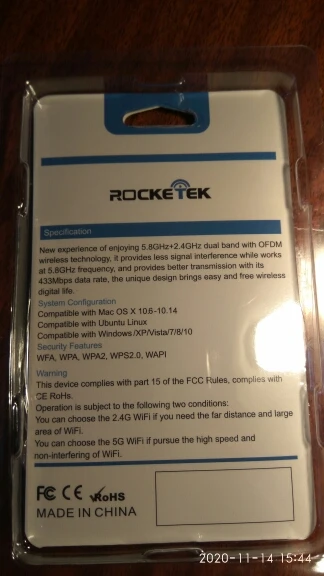 ROCKETEK
Specification
New experience of enjoying 5.8GHz+2.4GHz dual band with OFDM
wireless technology, it provides less signal interference while works
at 5.8GHz frequency, and provides better transmission with its
433Mbps data rate, the unique design brings easy and free wireless
digital life.
System Configuration
Compatible with Mac OS X 10.6-10.14
Compatible with Ubuntu Linux
Compatible with Windows /XP/Vista/7/8/10
Security Features
WFA, WPA, WPA2, WPS2.0, WAPI
Warning
This device complies with part 15 of the FCC Rules, complies with
CE RoHs.
Operation is subject to the following two conditions:
You can choose the 2.4G WiFi if you need the far distance and large
area of WiFi.
You can choose the 5G WiFi if pursue the high speed and
non-interfering of WiFi.
FC CE RoHS
MADE IN CHINA
2020-11-14 15:44